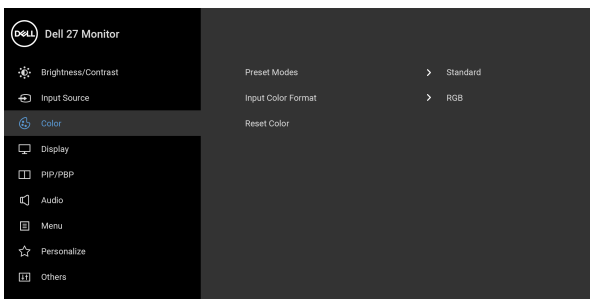 DELL Dell 27 Monitor
Brightness/Contrast
Preset Modes Standard
Input Source
Input Color Format RGB
Color
Reset Color
Display
PIP/PBP
Audio
Menu
Personalize
Others